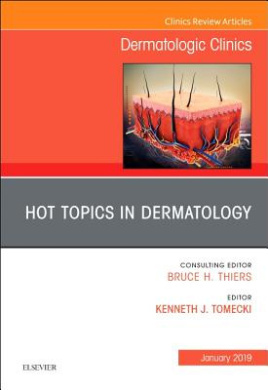 Clinics Review Articles
Dermatologic Clinics
HOT TOPICS IN DERMATOLOGY
CONSULTING EDITOR
BRUCE H. THIERS
EDITOR
KENNETH J. TOMECKI
ELSEVIER
January 2019